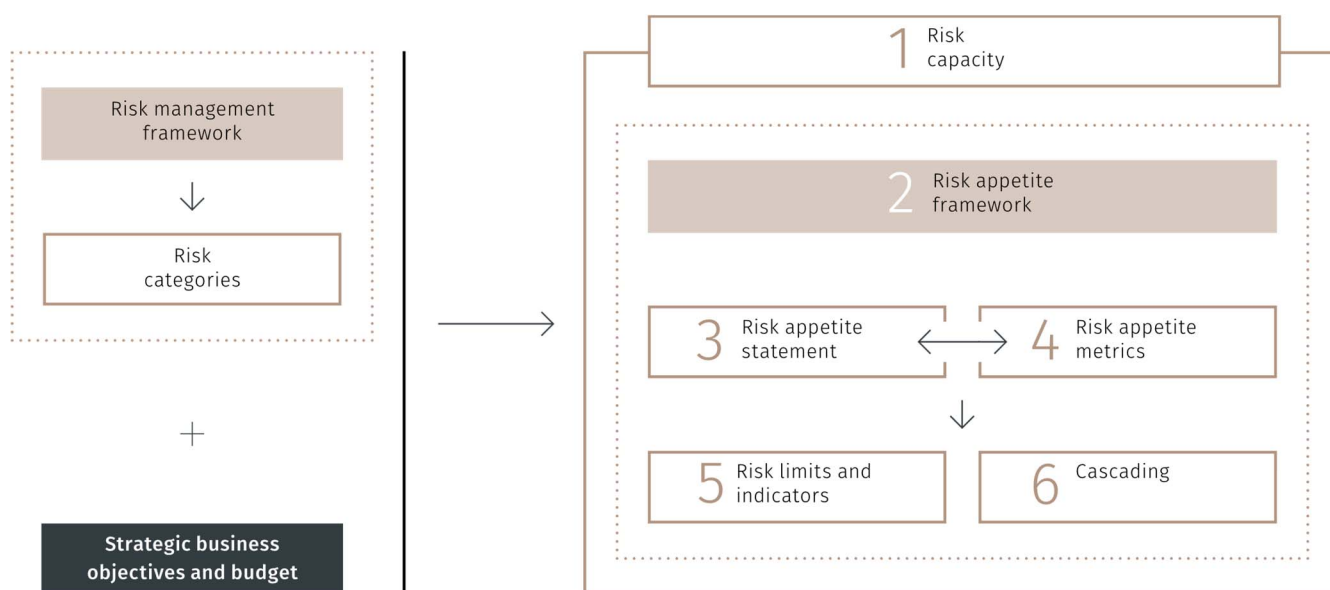 Risk management
framework
Risk
categories
+
Strategic business
objectives and budget
1 Risk
capacity
2 Risk appetite
framework
3 Risk appetite
statement
4 Risk appetite
metrics
5 Risk limits and
indicators
6 Cascading